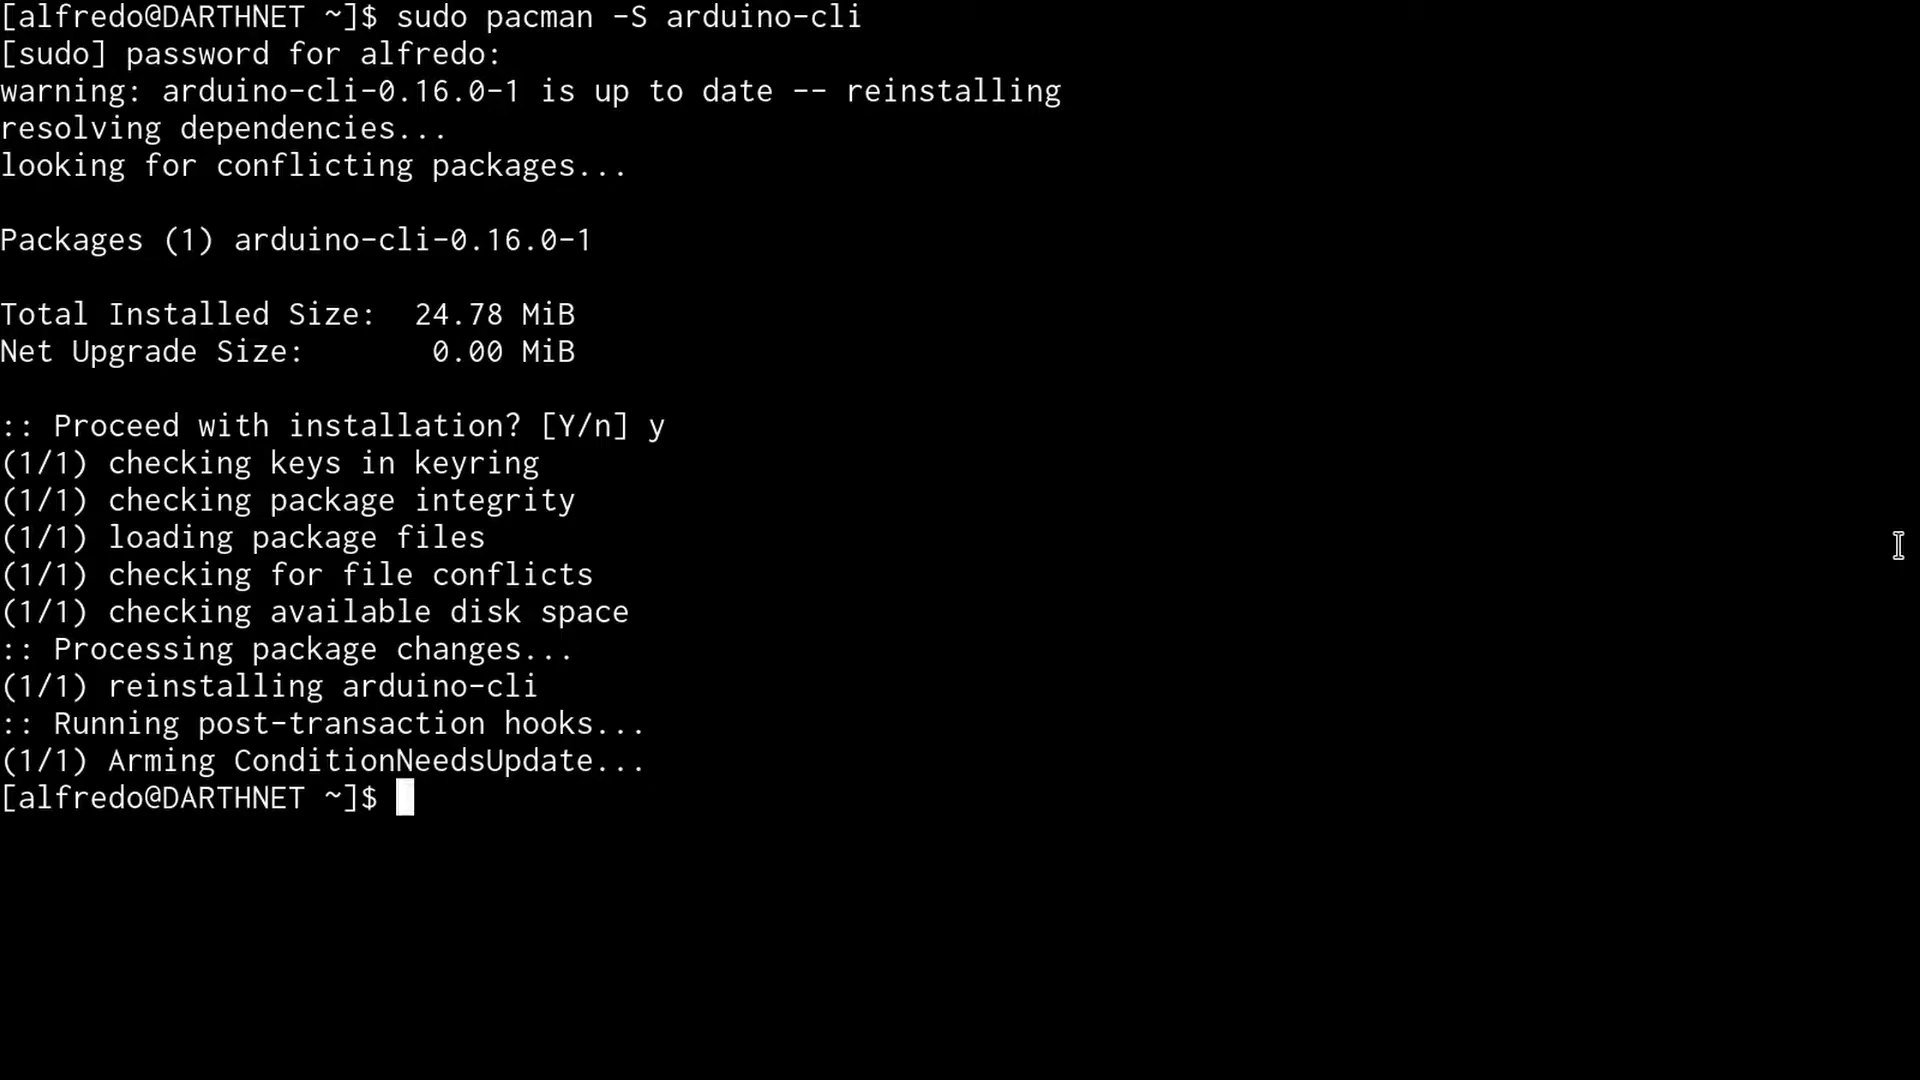 [alfredo@DARTHNET ~]$ sudo pacman -S arduino-cli
[sudo] password for alfredo:
warning: arduino-cli-0.16.0-1 is up to date -- reinstalling
resolving dependencies...
looking for conflicting packages...
Packages (1) arduino-cli-0.16.0-1
Total Installed Size:  24.78 MiB
Net Upgrade Size:       0.00 MiB
:: Proceed with installation? [Y/n] y
(1/1) checking keys in keyring
(1/1) checking package integrity
(1/1) loading package files
(1/1) checking for file conflicts
(1/1) checking available disk space
:: Processing package changes...
(1/1) reinstalling arduino-cli
:: Running post-transaction hooks...
(1/1) Arming ConditionNeedsUpdate...
[alfredo@DARTHNET ~]$